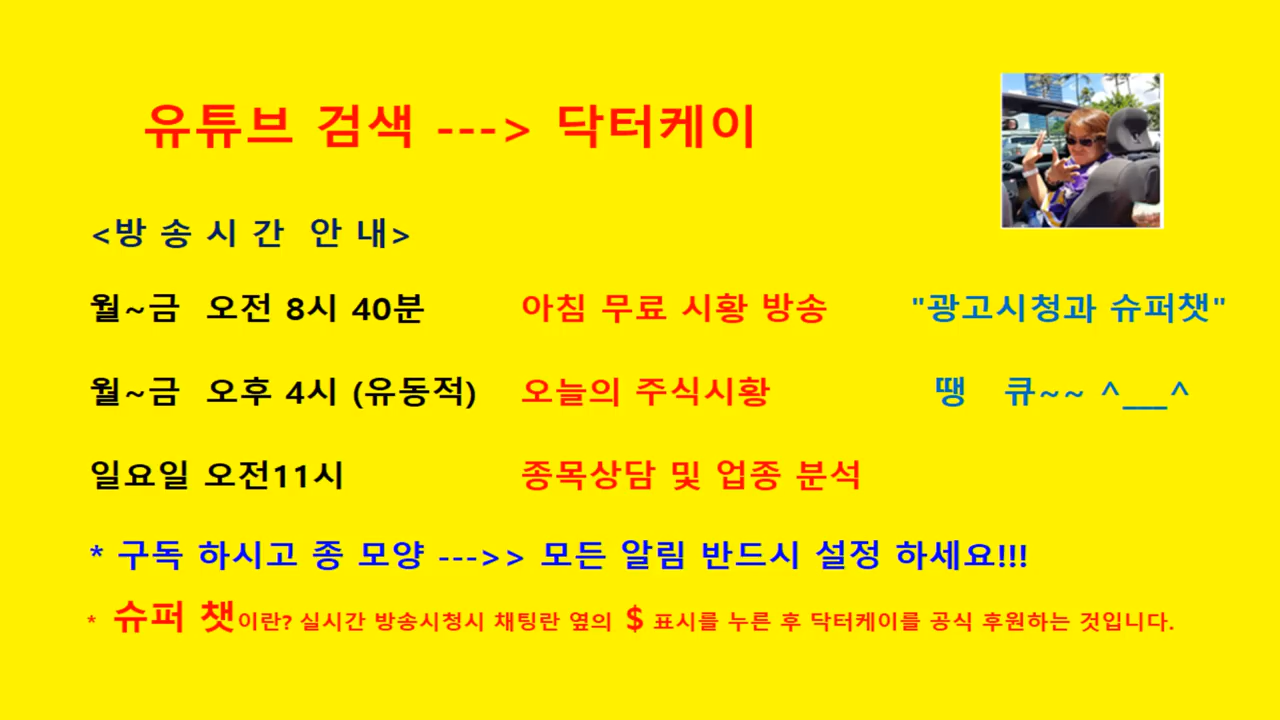 유튜브 검색 ---> 닥터케이
<방 송 시 간 안 내>
월~금 오전 8시 40분 아침 무료 시황 방송 "광고시청과 슈퍼챗"
월~금 오후 4시 (유동적) 오늘의 주식시황 땡 큐~~ ^___^
일요일 오전11시 종목상담 및 업종 분석
* 구독 하시고 종 모양 --->> 모든 알림 반드시 설정 하세요!!!
* 슈퍼 챗이란? 실시간 방송시청시 채팅란 옆의 $ 표시를 누른 후 닥터케이를 공식 후원하는 것입니다.